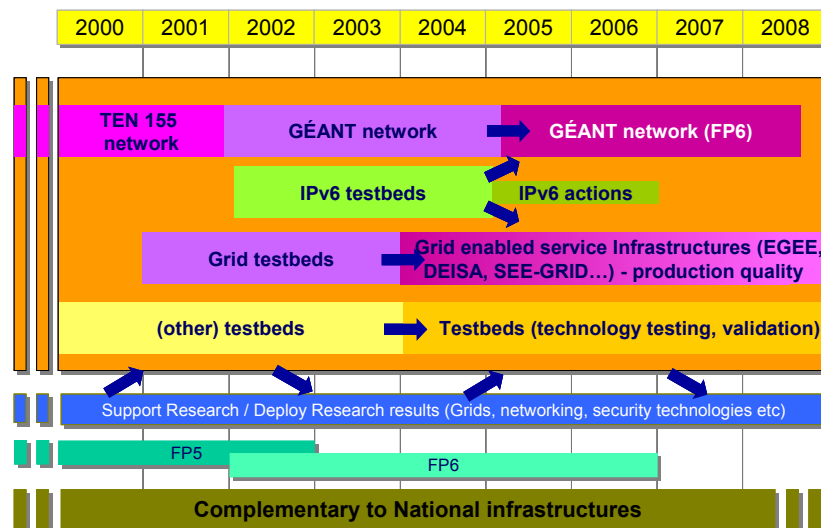 2000 2001 2002 2003 2004 2005 2006 2007 2008
TEN 155
network
GÉANT network
GÉANT network (FP6)
IPv6 testbeds
IPv6 actions
Grid testbeds
Grid enabled service Infrastructures (EGEE,
DEISA, SEE-GRID…) - production quality
(other) testbeds
Testbeds (technology testing, validation)
Support Research / Deploy Research results (Grids, networking, security technologies etc)
FP5
FP6
Complementary to National infrastructures